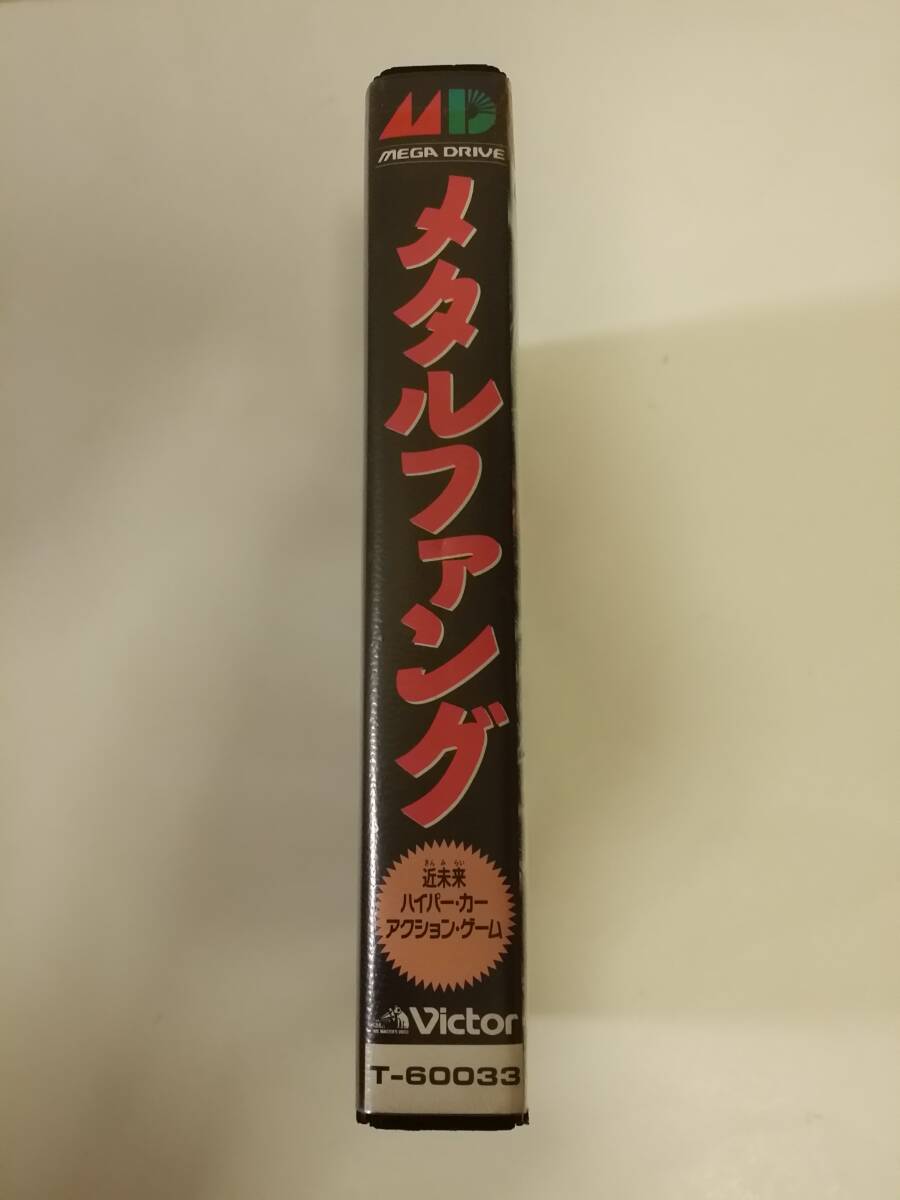 MD
MEGA DRIVE
メタルファング
きんみらい
近未来
ハイパー・カー
アクション・ゲーム
Victor
T-60033